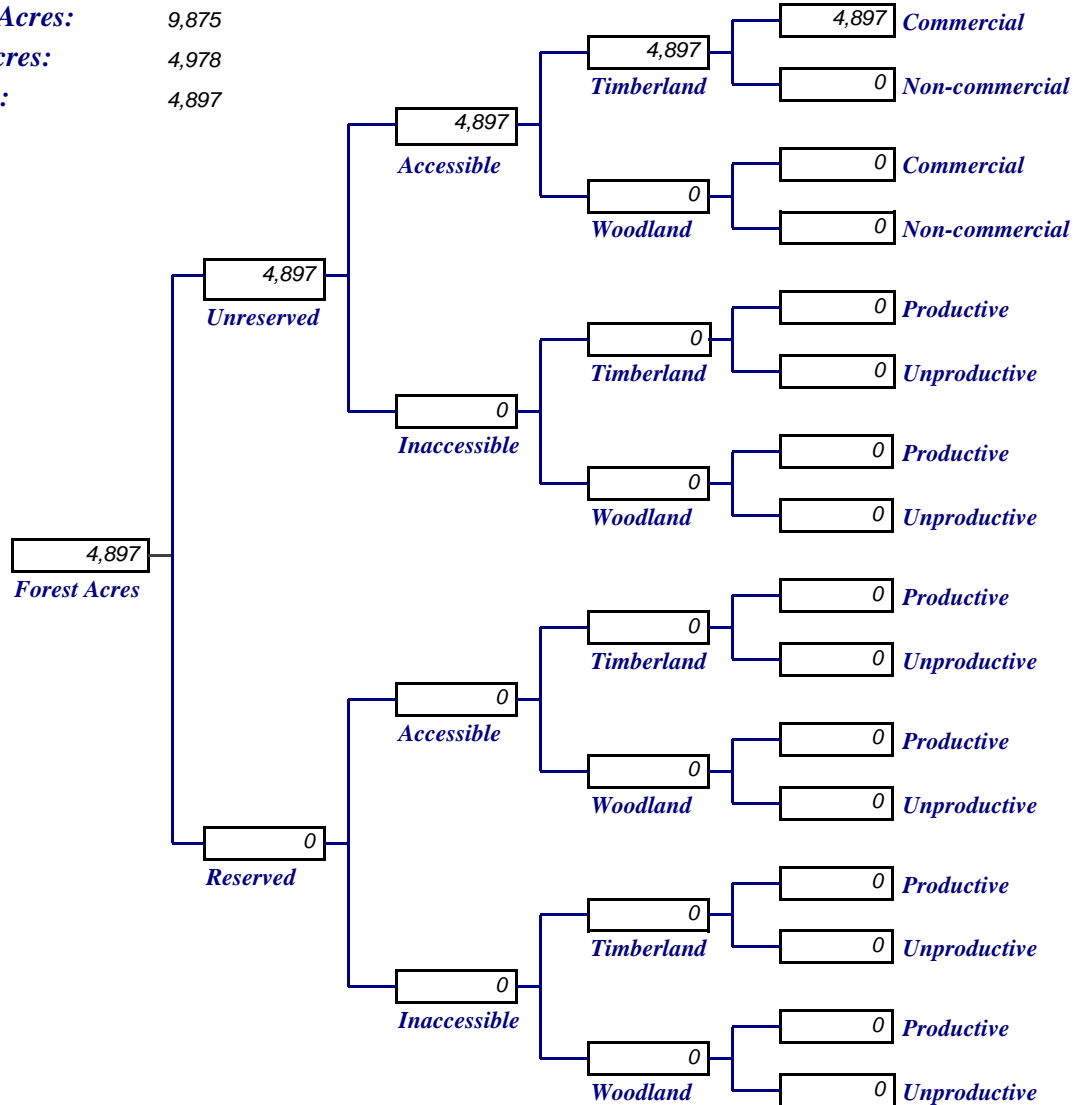 Acres: 9,875
cres: 4,978
: 4,897
4,897 Commercial
4,897
Timberland
0 Non-commercial
4,897
Accessible
0 Commercial
0
Woodland
0 Non-commercial
4,897
Unreserved
0 Productive
0
Timberland
0 Unproductive
0
Inaccessible
0 Productive
0
Woodland
0 Unproductive
4,897
Forest Acres
0 Productive
0
Timberland
0 Unproductive
0
Accessible
0 Productive
0
Woodland
0 Unproductive
0
Reserved
0 Productive
0
Timberland
0 Unproductive
0
Inaccessible
0 Productive
0
Woodland
0 Unproductive